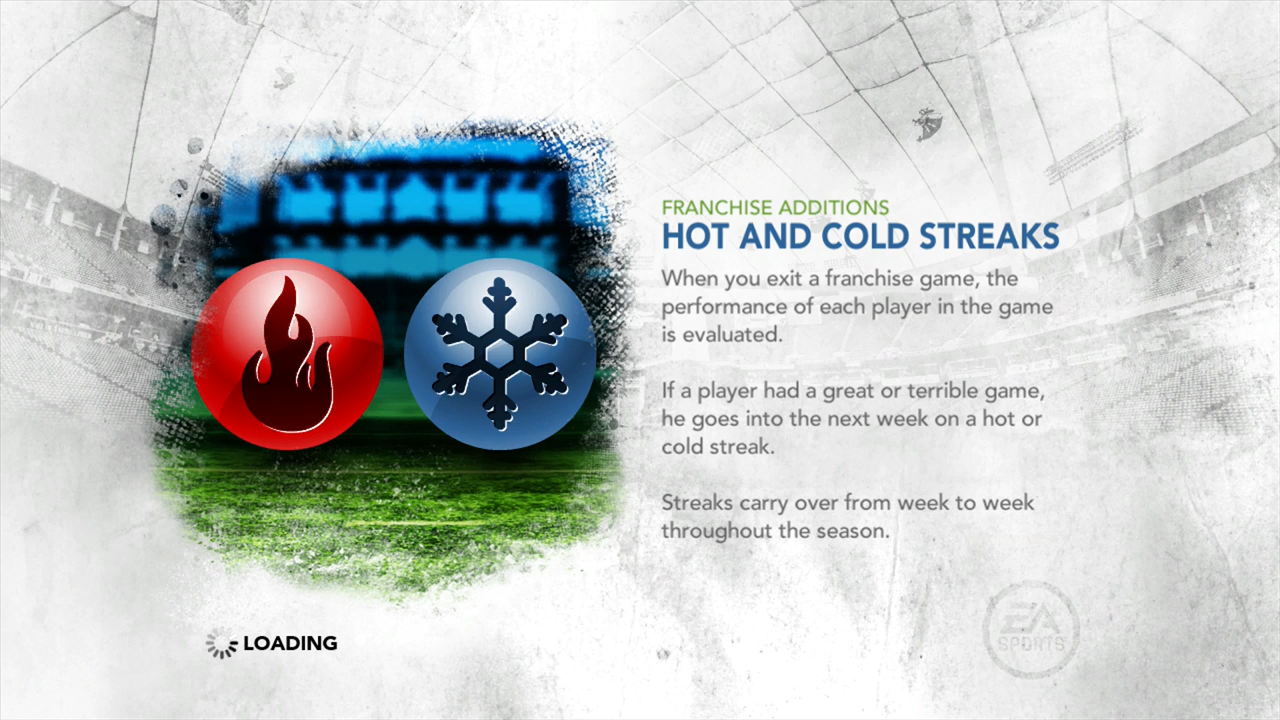 FRANCHISE ADDITIONS
HOT AND COLD STREAKS
When you exit a franchise game, the
performance of each player in the game
is evaluated.
If a player had a great or terrible game,
he goes into the next week on a hot or
cold streak.
Streaks carry over from week to week
throughout the season.
LOADING
EA
SPORTS